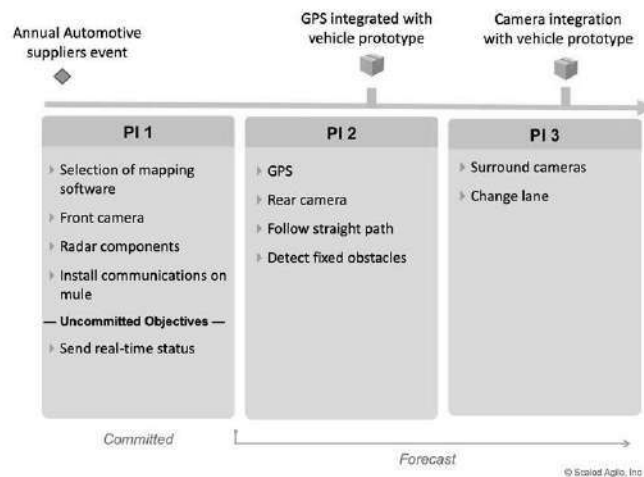 Annual Automotive
suppliers event
GPS integrated with
vehicle prototype
Camera integration
with vehicle prototype
PI 1
Selection of mapping
software
Front camera
Radar components
Install communications on
mule
— Uncommitted Objectives —
Send real-time status
PI 2
GPS
Rear camera
Follow straight path
Detect fixed obstacles
PI 3
Surround cameras
Change lane
Committed
Forecast
© Scaled Agile, Inc